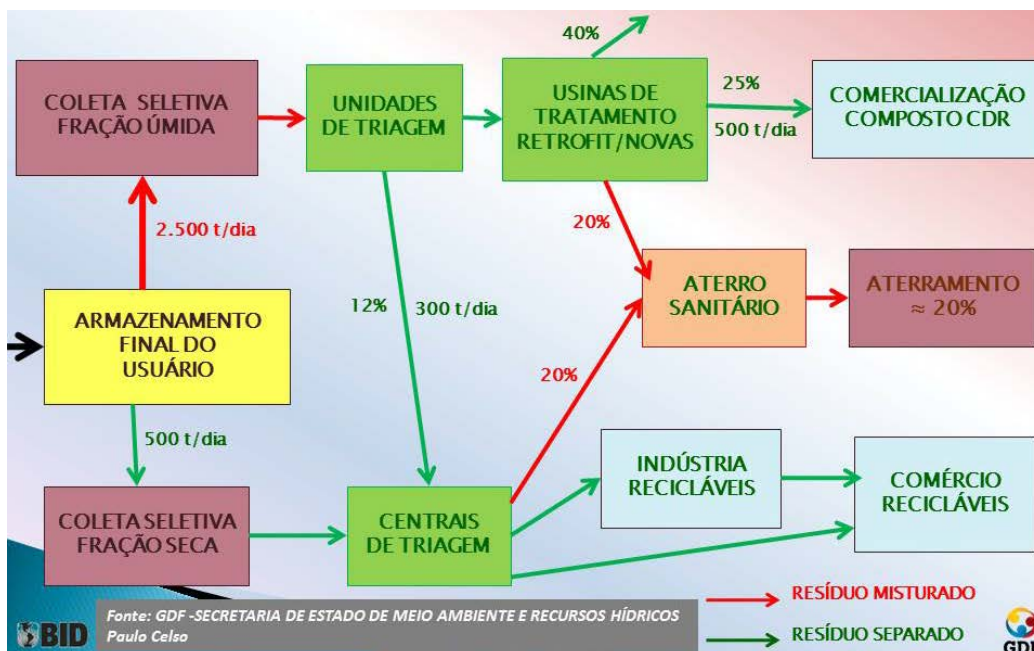 40%
COLETA SELETIVA
FRAÇÃO ÚMIDA
UNIDADES
DE TRIAGEM
USINAS DE
TRATAMENTO
RETROFIT/NOVAS
25%
500 t/dia
COMERCIALIZAÇÃO
COMPOSTO CDR
2.500 t/dia
20%
12%
300 t/dia
ARMAZENAMENTO
FINAL DO
USUÁRIO
ATERRO
SANITÁRIO
ATERRAMENTO
≈ 20%
20%
500 t/dia
COLETA SELETIVA
FRAÇÃO SECA
CENTRAIS
DE TRIAGEM
INDÚSTRIA
RECICLÁVEIS
COMÉRCIO
RECICLÁVEIS
RESÍDUO MISTURADO
RESÍDUO SEPARADO
BID
Fonte: GDF -SECRETARIA DE ESTADO DE MEIO AMBIENTE E RECURSOS HÍDRICOS
Paulo Celso
GDF